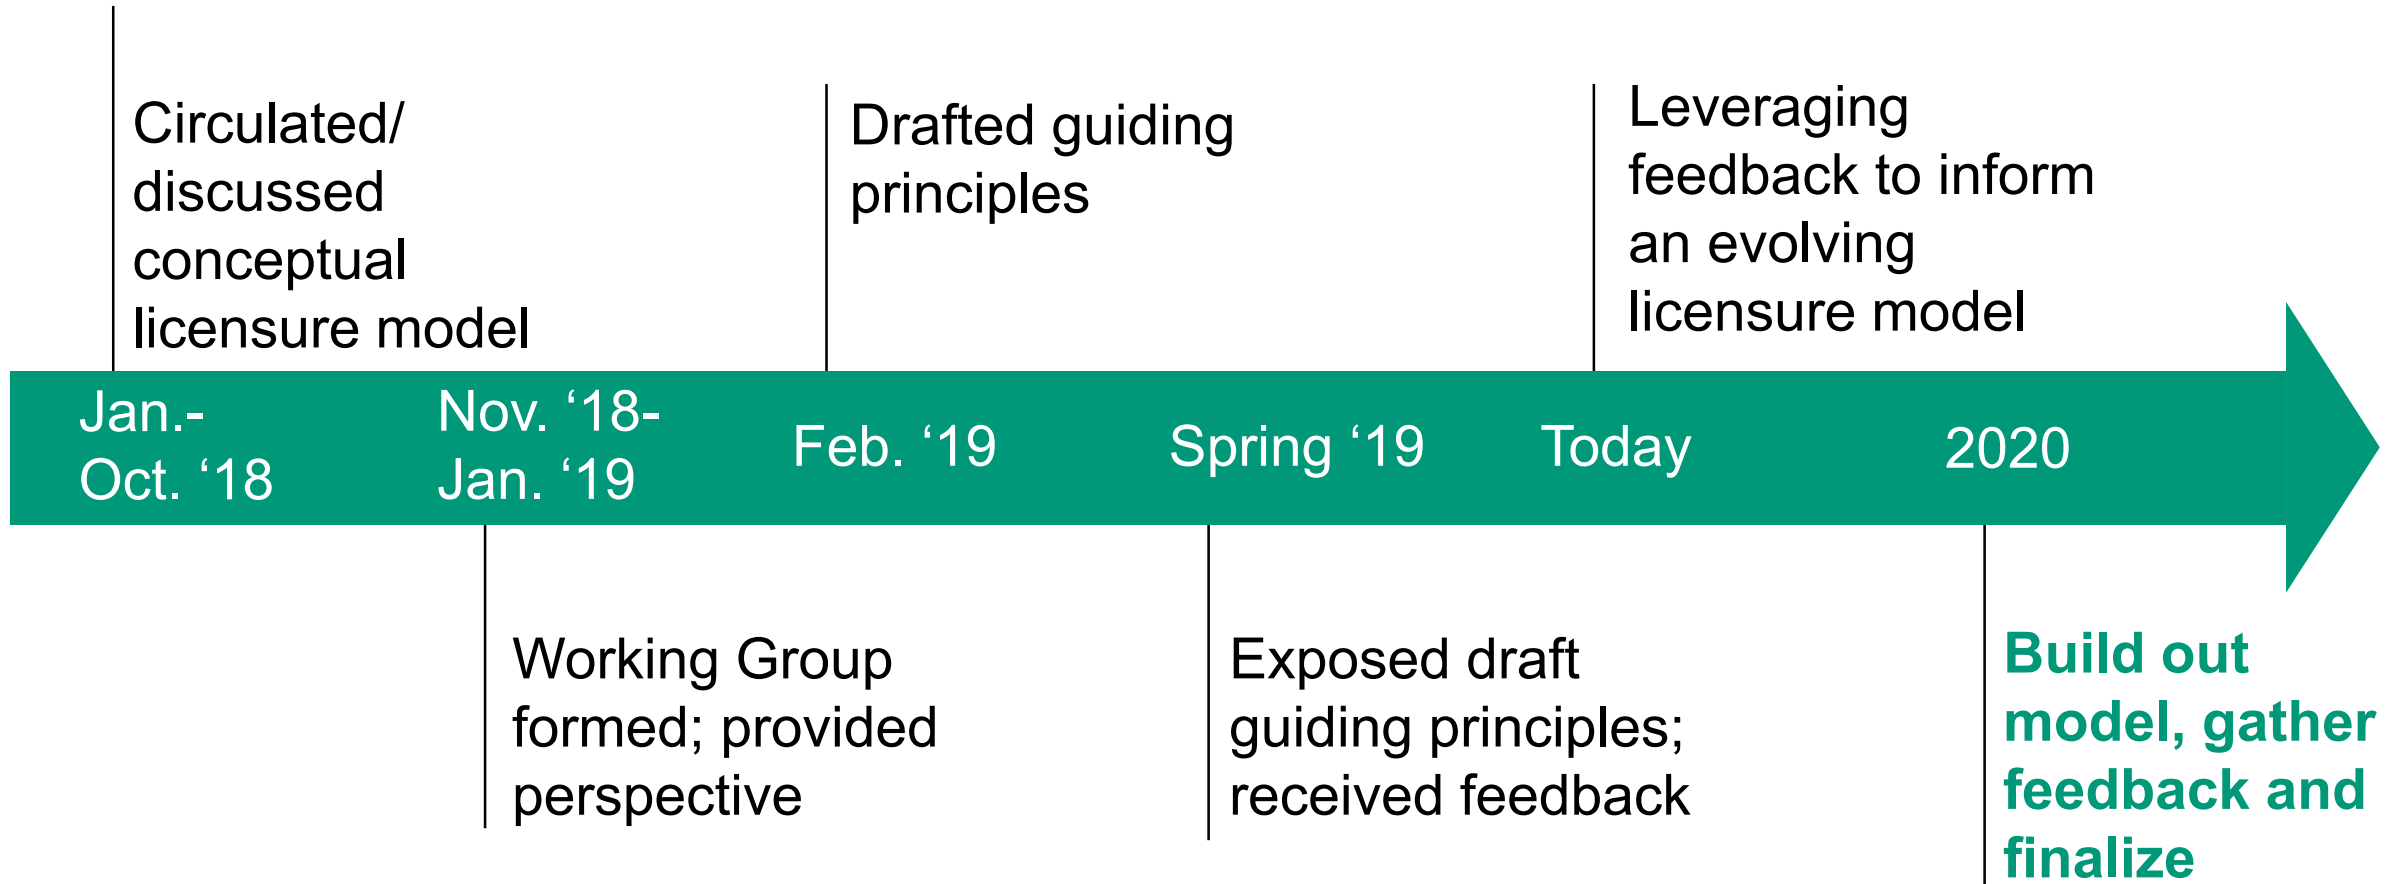 Circulated/
discussed
conceptual
licensure model
Drafted guiding
principles
Leveraging
feedback to inform
an evolving
licensure model
Jan.-
Oct. ‘18
Nov. ‘18-
Jan. ‘19
Feb. ‘19
Spring ‘19
Today
2020
Working Group
formed; provided
perspective
Exposed draft
guiding principles;
received feedback
Build out
model, gather
feedback and
finalize